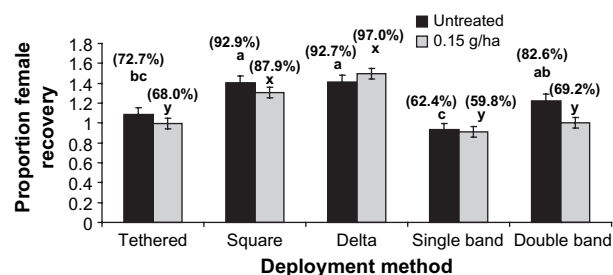 Untreated
0.15 g/ha
Proportion female
recovery
1.8
1.6
1.4
1.2
1
0.8
0.6
0.4
0.2
0
(72.7%)
bc
(68.0%)
y
(92.9%)
a
(87.9%)
x
(92.7%)
a
(97.0%)
x
(62.4%)
c
(59.8%)
y
(82.6%)
ab
(69.2%)
y
Tethered Square Delta Single band Double band
Deployment method